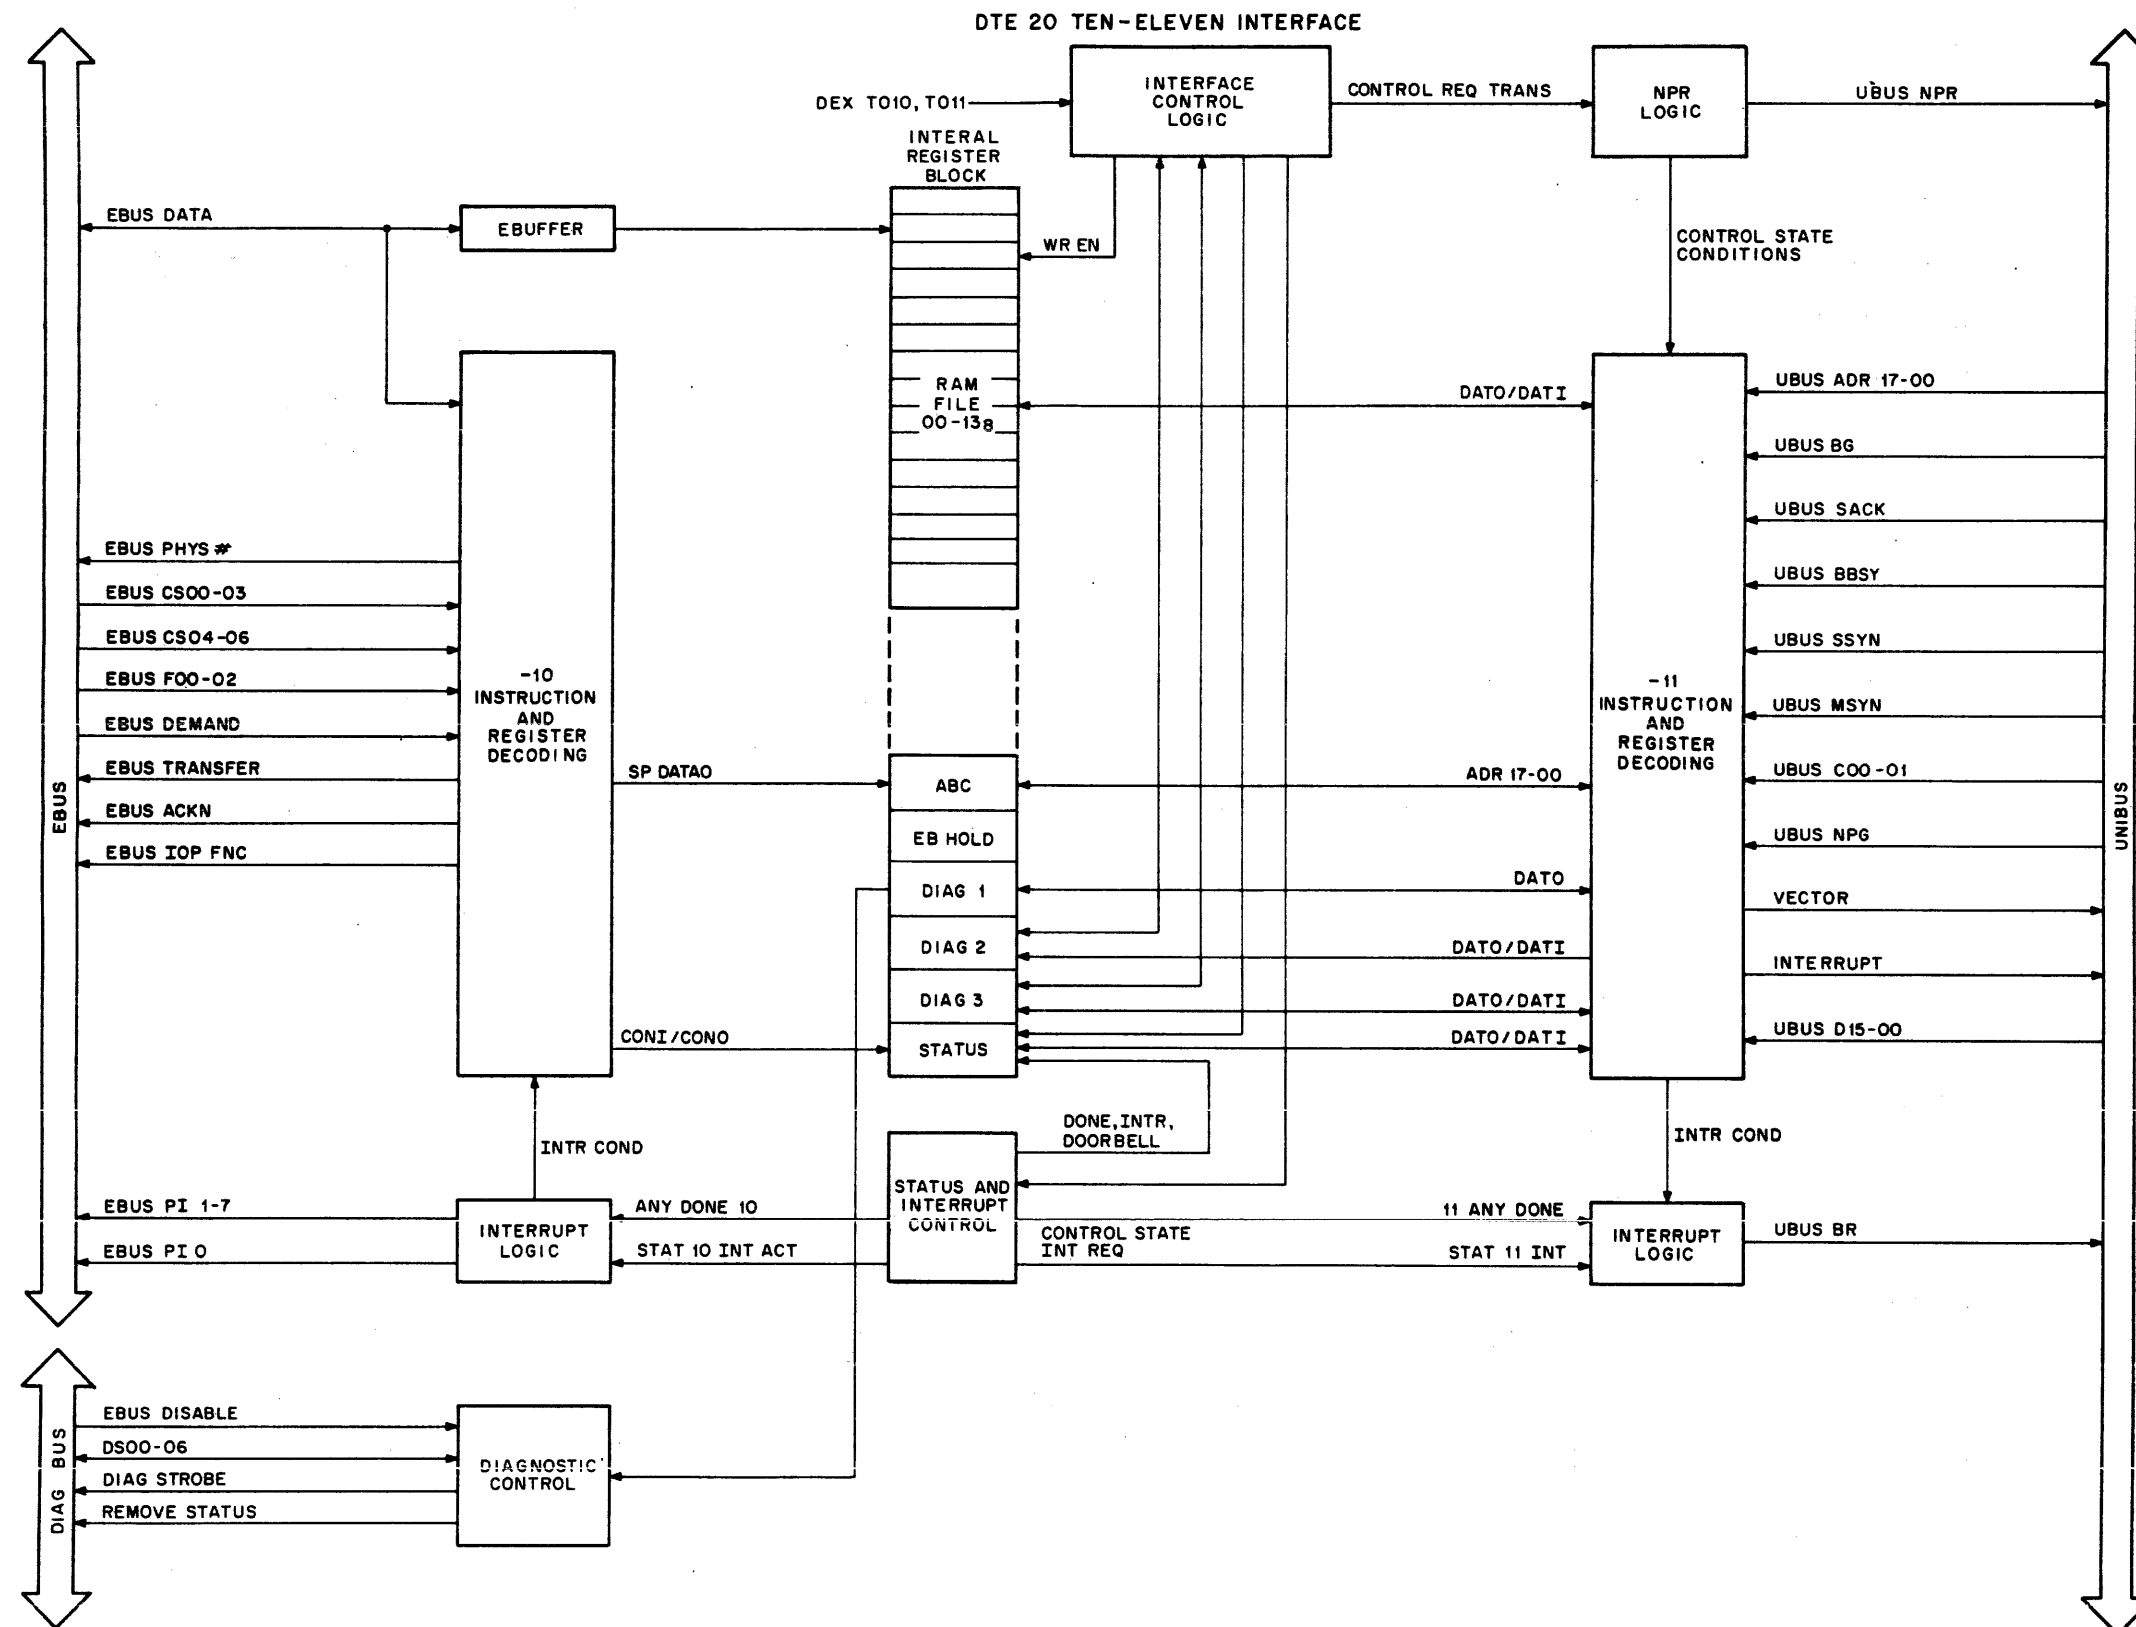 DTE 20 TEN-ELEVEN INTERFACE
INTERFACE
CONTROL
LOGIC
DEX TO10, TO11
CONTROL REQ TRANS
NPR
LOGIC
UBUS NPR
INTERAL
REGISTER
BLOCK
EBUS DATA
EBUFFER
WR EN
CONTROL STATE
CONDITIONS
RAM
FILE
00-138
DATO/DATI
UBUS ADR 17-00
UBUS BG
UBUS SACK
UBUS BBSY
UBUS SSYN
UBUS MSYN
UBUS C00-01
UBUS NPG
VECTOR
INTERRUPT
UBUS D15-00
EBUS PHYS #
EBUS CS00-03
EBUS CS04-06
EBUS F00-02
EBUS DEMAND
EBUS TRANSFER
EBUS ACKN
EBUS IOP FNC
EBUS
-10
INSTRUCTION
AND
REGISTER
DECODING
-11
INSTRUCTION
AND
REGISTER
DECODING
UNIBUS
SP DATAO
ABC
ADR 17-00
EB HOLD
DIAG 1
DATO
DIAG 2
DATO/DATI
DIAG 3
DATO/DATI
CONI/CONO
STATUS
DATO/DATI
INTR COND
DONE, INTR,
DOORBELL
INTR COND
STATUS AND
INTERRUPT
CONTROL
EBUS PI 1-7
EBUS PI 0
INTERRUPT
LOGIC
ANY DONE 10
STAT 10 INT ACT
CONTROL STATE
INT REQ
11 ANY DONE
STAT 11 INT
INTERRUPT
LOGIC
UBUS BR
DIAG BUS
EBUS DISABLE
DS00-06
DIAG STROBE
REMOVE STATUS
DIAGNOSTIC
CONTROL